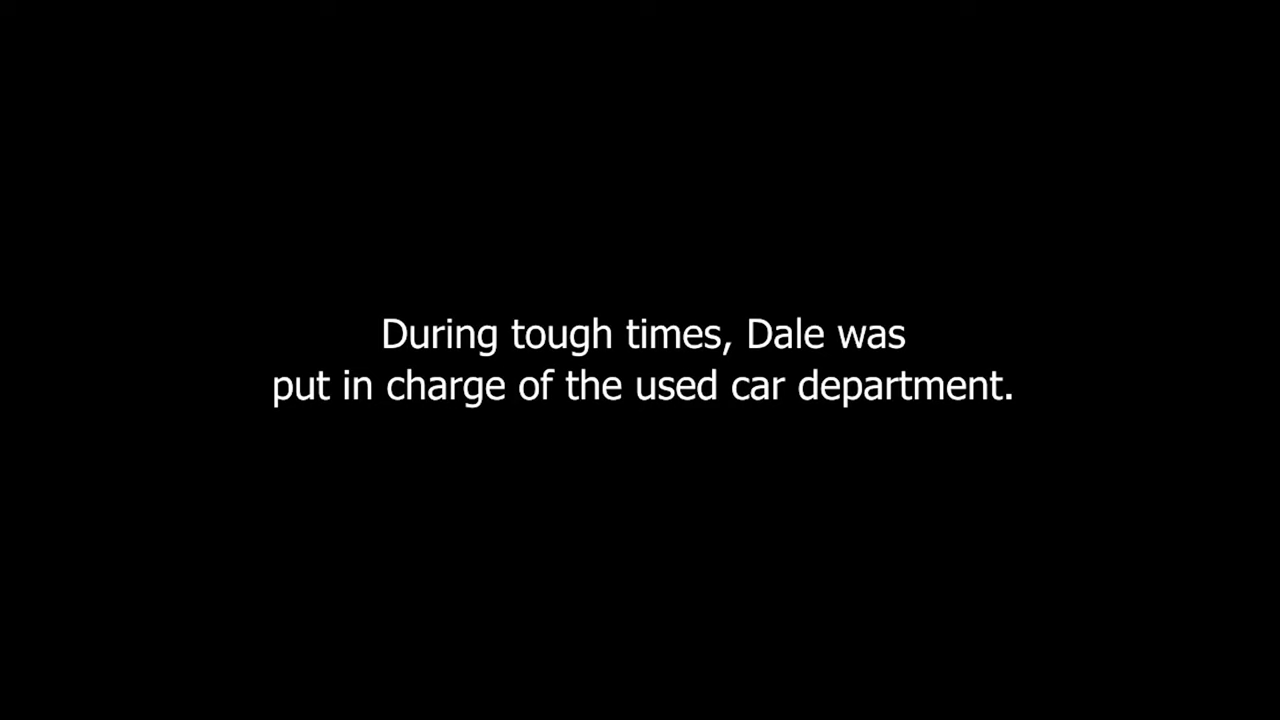 During tough times, Dale was
put in charge of the used car department.